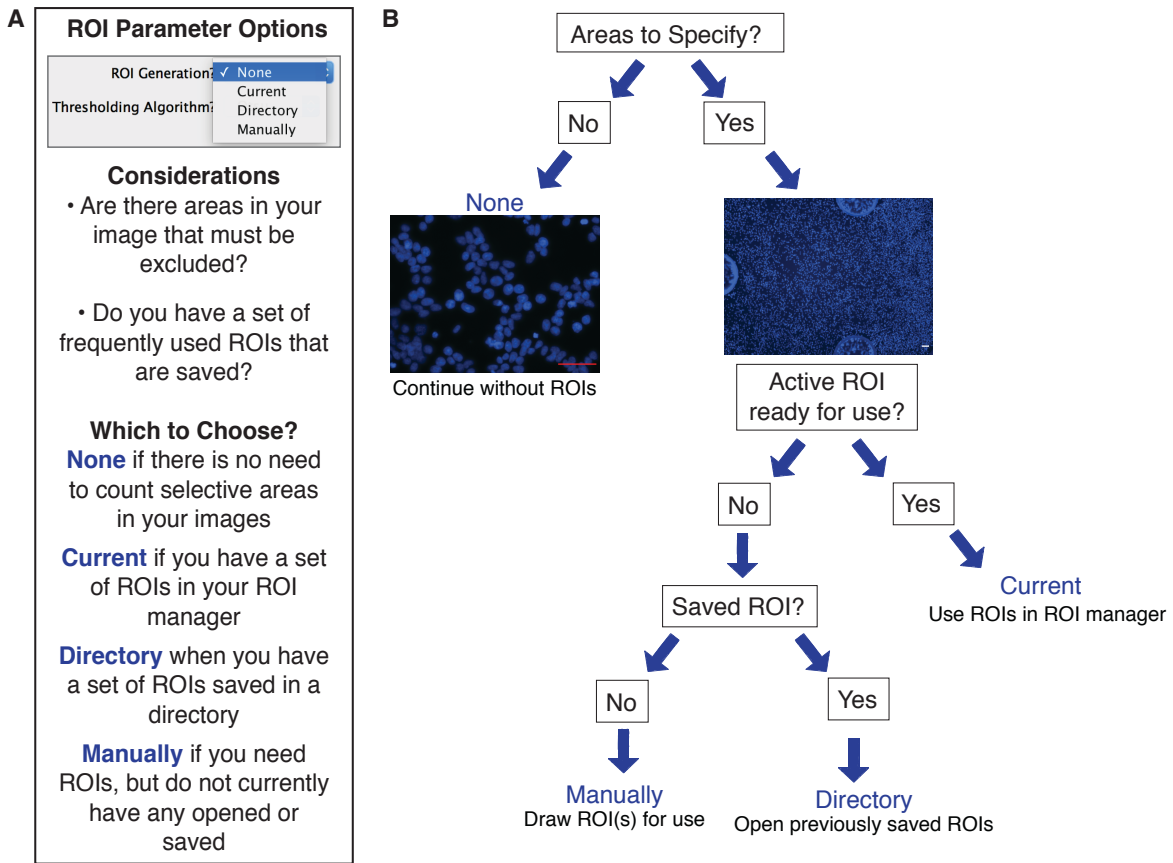 A
ROI Parameter Options
ROI Generation? ✓ None
Current
Thresholding Algorithm? Directory
Manually
Considerations
• Are there areas in your
image that must be
excluded?
• Do you have a set of
frequently used ROIs that
are saved?
Which to Choose?
None if there is no need
to count selective areas
in your images
Current if you have a set
of ROIs in your ROI
manager
Directory when you have
a set of ROIs saved in a
directory
Manually if you need
ROIs, but do not currently
have any opened or
saved
B
Areas to Specify?
No
Yes
None
Continue without ROIs
Active ROI
ready for use?
No
Yes
Current
Use ROIs in ROI manager
Saved ROI?
No
Yes
Manually
Draw ROI(s) for use
Directory
Open previously saved ROIs